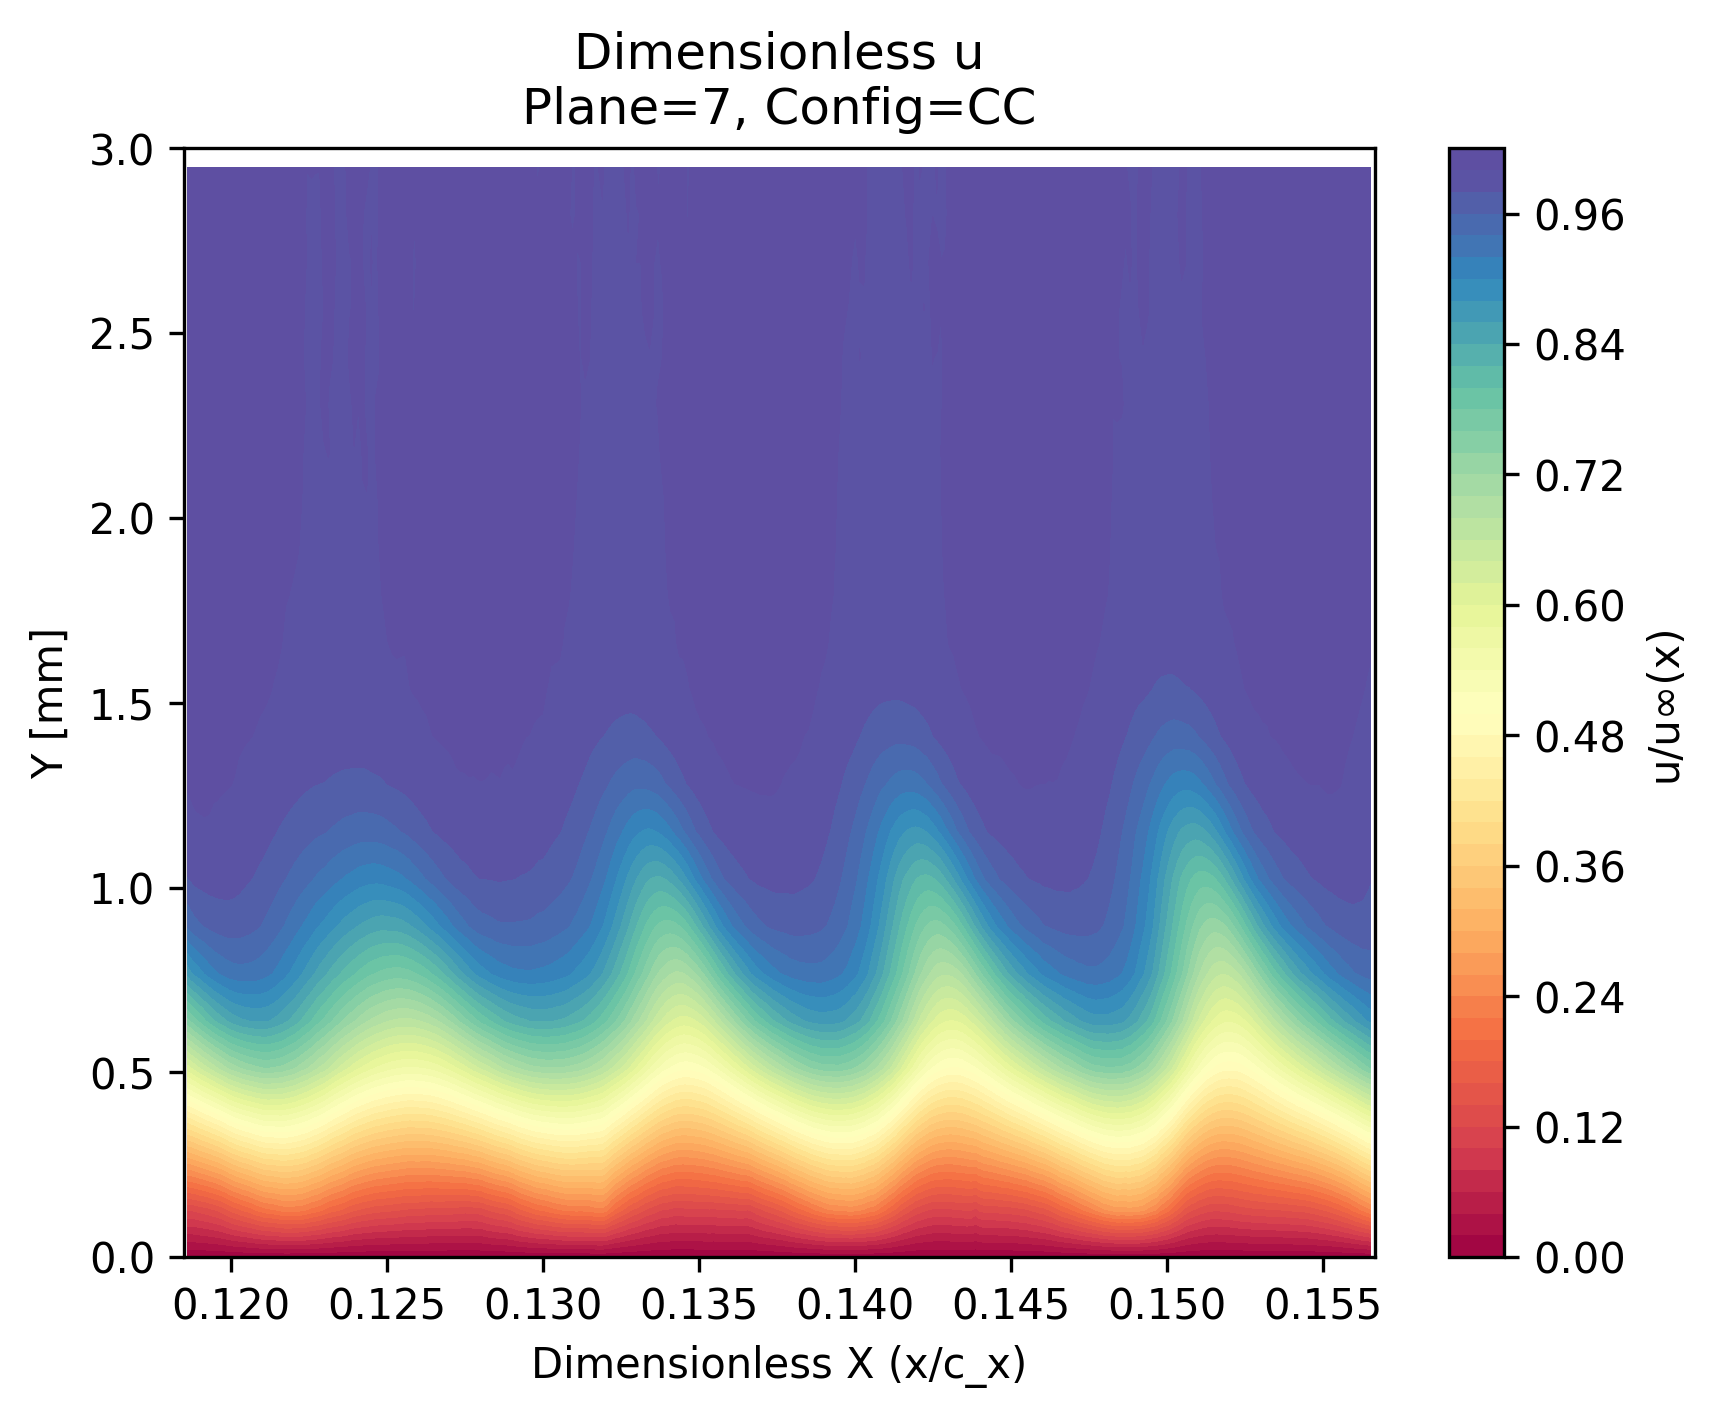 Dimensionless u
Plane=7, Config=CC
3.0
2.5
2.0
1.5
1.0
0.5
0.0
Y [mm]
0.120 0.125 0.130 0.135 0.140 0.145 0.150 0.155
Dimensionless X (x/c_x)
0.96
0.84
0.72
0.60
0.48
0.36
0.24
0.12
0.00
u/u∞(x)